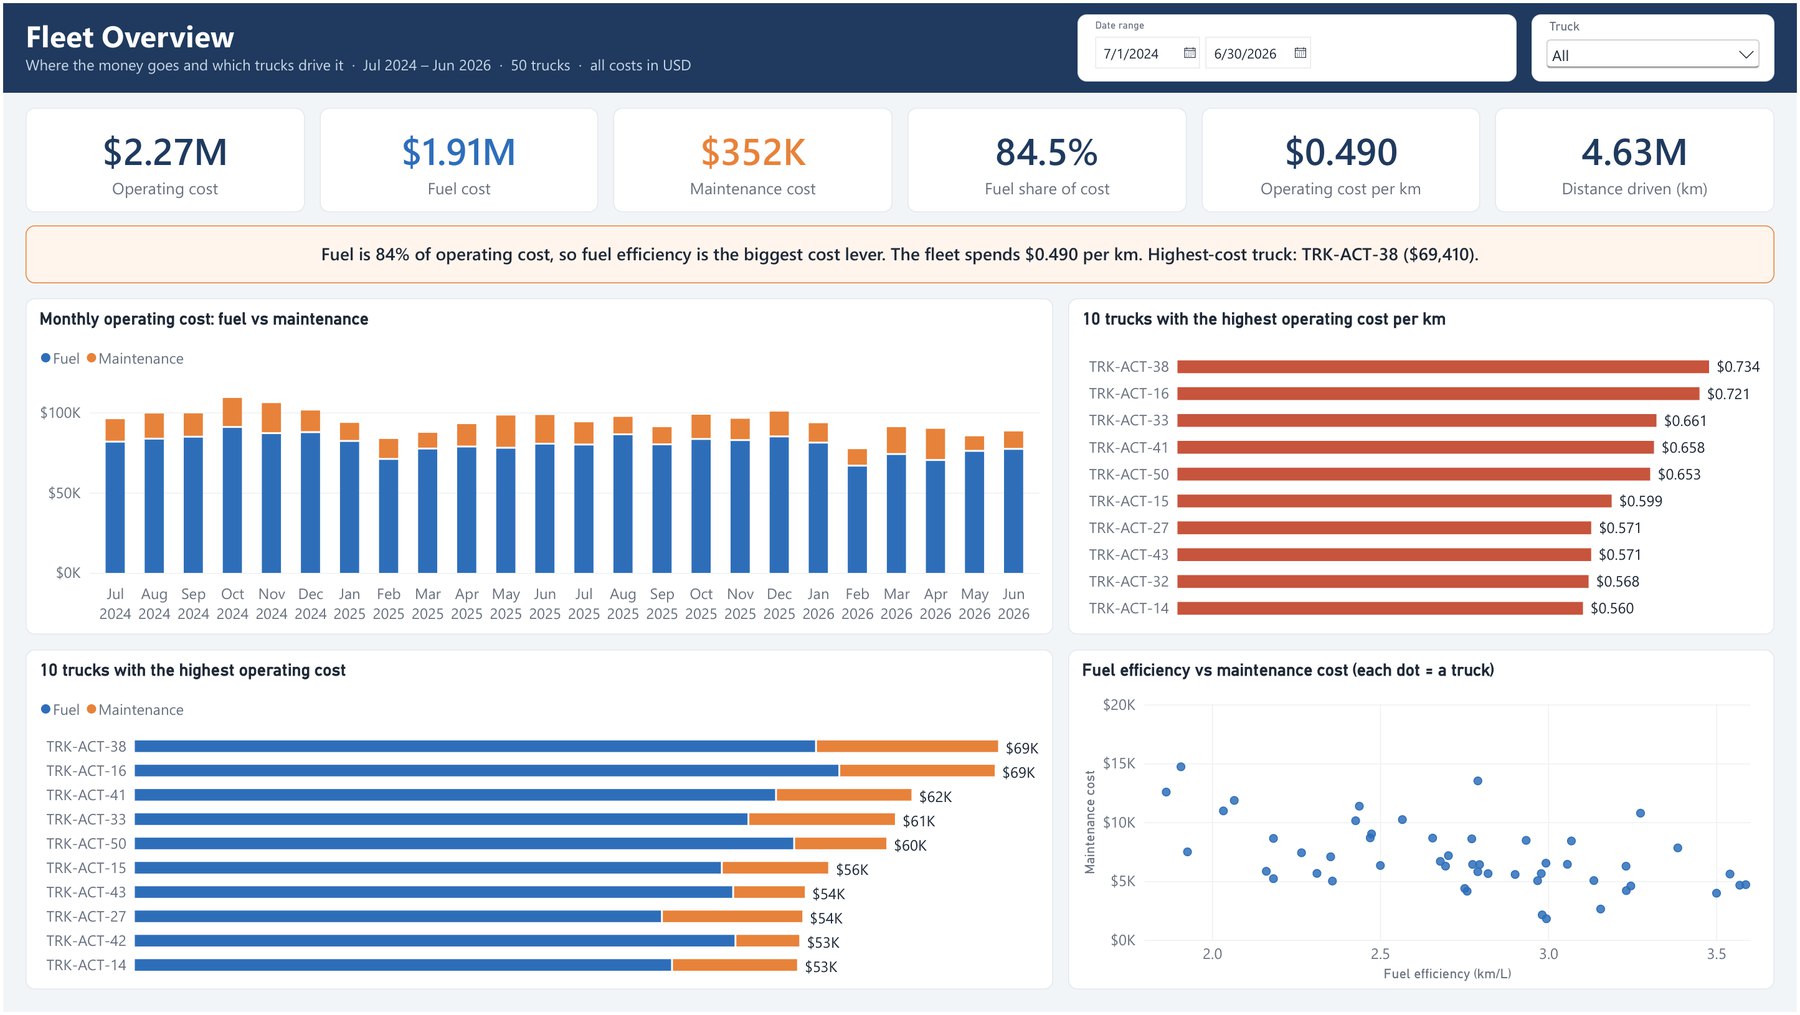 Fleet Overview
Where the money goes and which trucks drive it · Jul 2024 – Jun 2026 · 50 trucks · all costs in USD
Date range
7/1/2024 6/30/2026
Truck
All
$2.27M
Operating cost
$1.91M
Fuel cost
$352K
Maintenance cost
84.5%
Fuel share of cost
$0.490
Operating cost per km
4.63M
Distance driven (km)
Fuel is 84% of operating cost, so fuel efficiency is the biggest cost lever. The fleet spends $0.490 per km. Highest-cost truck: TRK-ACT-38 ($69,410).
Monthly operating cost: fuel vs maintenance
Fuel Maintenance
$100K
$50K
$0K
Jul Aug Sep Oct Nov Dec Jan Feb Mar Apr May Jun Jul Aug Sep Oct Nov Dec Jan Feb Mar Apr May Jun
2024 2024 2024 2024 2024 2024 2025 2025 2025 2025 2025 2025 2025 2025 2025 2025 2025 2025 2026 2026 2026 2026 2026 2026
10 trucks with the highest operating cost per km
TRK-ACT-38 $0.734
TRK-ACT-16 $0.721
TRK-ACT-33 $0.661
TRK-ACT-41 $0.658
TRK-ACT-50 $0.653
TRK-ACT-15 $0.599
TRK-ACT-27 $0.571
TRK-ACT-43 $0.571
TRK-ACT-32 $0.568
TRK-ACT-14 $0.560
10 trucks with the highest operating cost
Fuel Maintenance
TRK-ACT-38 $69K
TRK-ACT-16 $69K
TRK-ACT-41 $62K
TRK-ACT-33 $61K
TRK-ACT-50 $60K
TRK-ACT-15 $56K
TRK-ACT-43 $54K
TRK-ACT-27 $54K
TRK-ACT-42 $53K
TRK-ACT-14 $53K
Fuel efficiency vs maintenance cost (each dot = a truck)
Maintenance cost
$20K
$15K
$10K
$5K
$0K
2.0 2.5 3.0 3.5
Fuel efficiency (km/L)